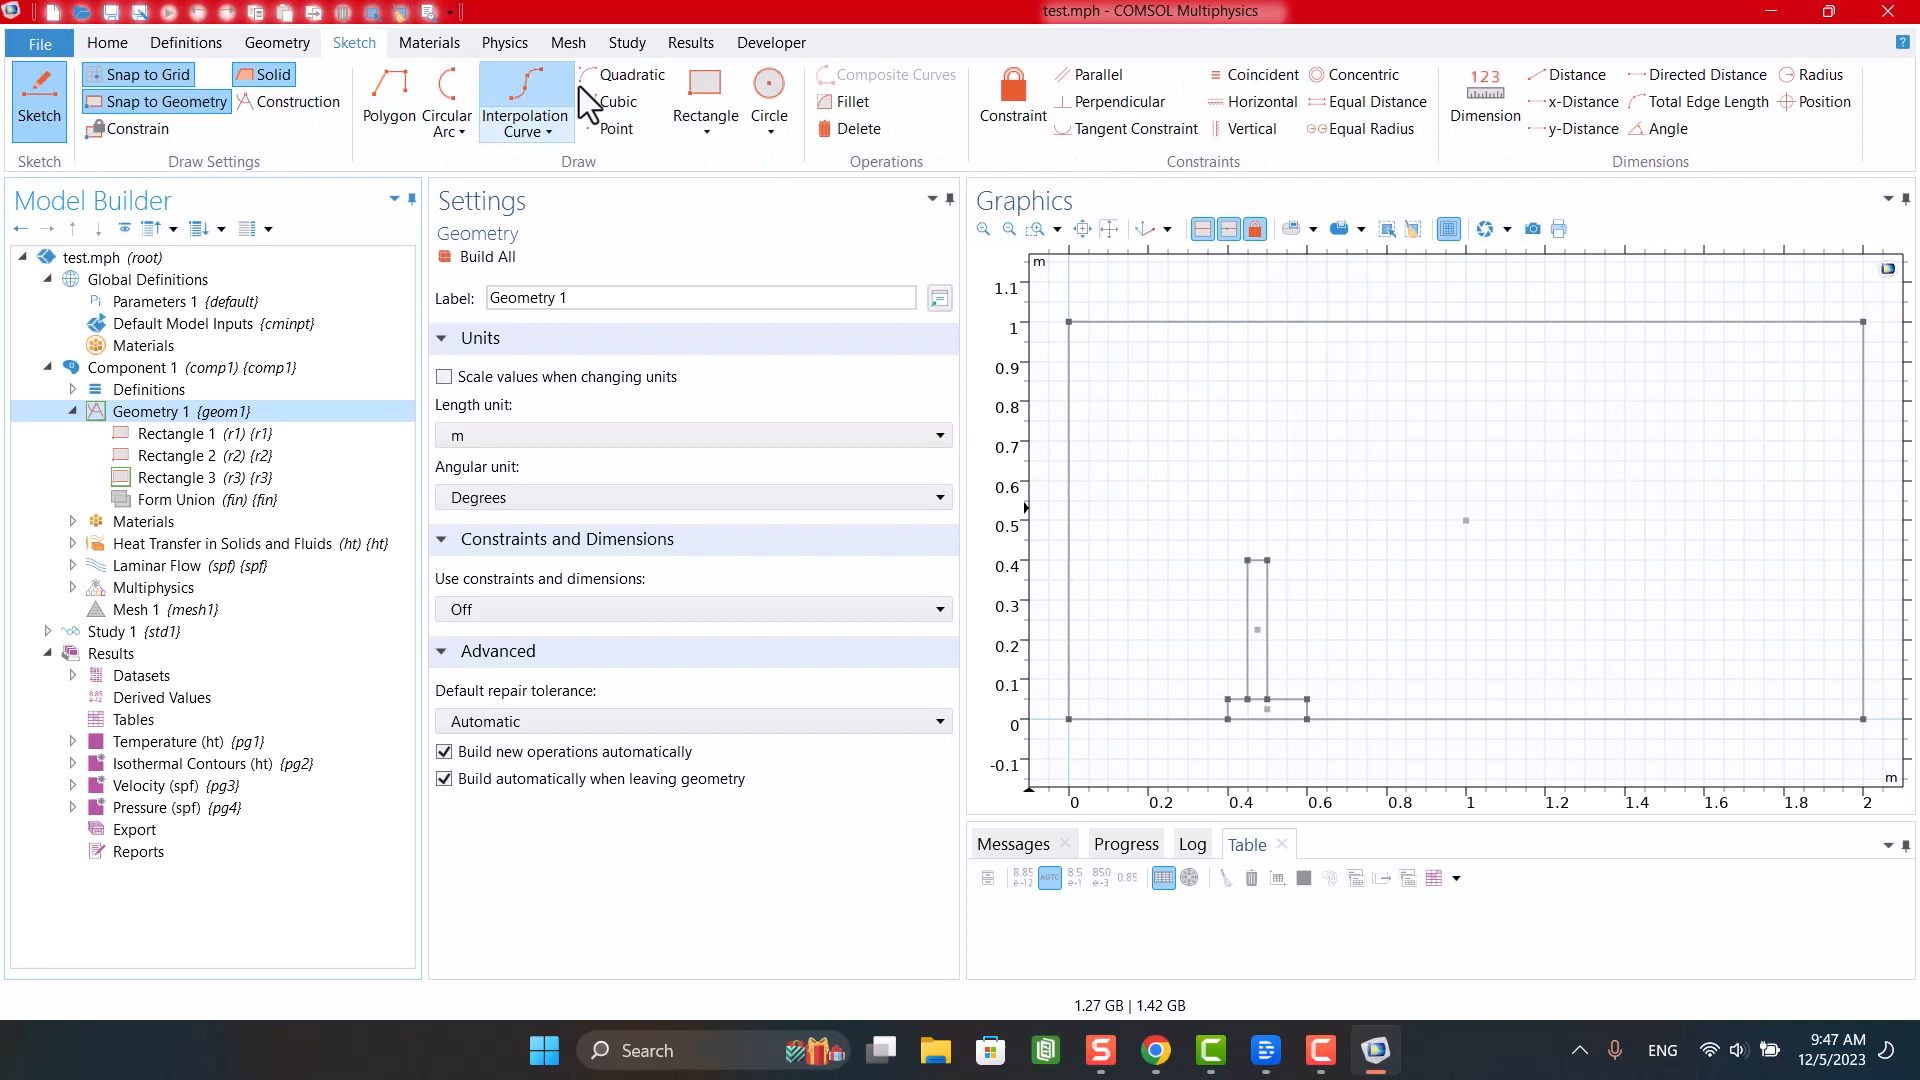 test.mph - COMSOL Multiphysics
File Home Definitions Geometry Sketch Materials Physics Mesh Study Results Developer
Sketch
Snap to Grid Solid
Snap to Geometry Construction
Constrain
Polygon Circular Arc Interpolation Curve
Quadratic
Cubic
Point
Rectangle Circle
Composite Curves
Fillet
Delete
Constraint
Parallel Coincident Concentric
Perpendicular Horizontal Equal Distance
Tangent Constraint Vertical Equal Radius
123
Dimension
Distance Directed Distance Radius
x-Distance Total Edge Length Position
y-Distance Angle
Sketch Draw Settings Draw Operations Constraints Dimensions
Model Builder
test.mph (root)
Global Definitions
Parameters 1 {default}
Default Model Inputs {cminpt}
Materials
Component 1 (comp1) {comp1}
Definitions
Geometry 1 {geom1}
Rectangle 1 (r1) {r1}
Rectangle 2 (r2) {r2}
Rectangle 3 (r3) {r3}
Form Union (fin) {fin}
Materials
Heat Transfer in Solids and Fluids (ht) {ht}
Laminar Flow (spf) {spf}
Multiphysics
Mesh 1 {mesh1}
Study 1 {std1}
Results
Datasets
Derived Values
Tables
Temperature (ht) {pg1}
Isothermal Contours (ht) {pg2}
Velocity (spf) {pg3}
Pressure (spf) {pg4}
Export
Reports
Settings
Geometry
Build All
Label: Geometry 1
Units
Scale values when changing units
Length unit:
m
Angular unit:
Degrees
Constraints and Dimensions
Use constraints and dimensions:
Off
Advanced
Default repair tolerance:
Automatic
Build new operations automatically
Build automatically when leaving geometry
Graphics
m
1.1
1
0.9
0.8
0.7
0.6
0.5
0.4
0.3
0.2
0.1
0
-0.1
m
0 0.2 0.4 0.6 0.8 1 1.2 1.4 1.6 1.8 2
Messages Progress Log Table
8.85 e-12 AUTO 8.5 e-1 850 e-3 0.85
1.27 GB | 1.42 GB
Search
ENG
9:47 AM
12/5/2023